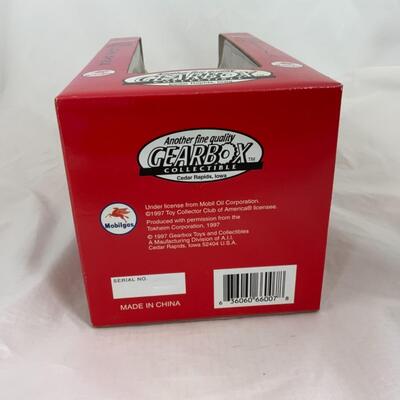 GEARBOX
Another fine quality
GEARBOX TM
COLLECTIBLE
Cedar Rapids, Iowa
Mobilgas
Under license from Mobil Oil Corporation.
©1997 Toy Collector Club of America® licensee.
Produced with permission from the
Tokheim Corporation, 1997
© 1997 Gearbox Toys and Collectibles
A Maufacturing Division of A.I.I.
Cedar Rapids, Iowa 52404 U.S.A.
SERIAL NO.
MADE IN CHINA
6 36060 66007 8